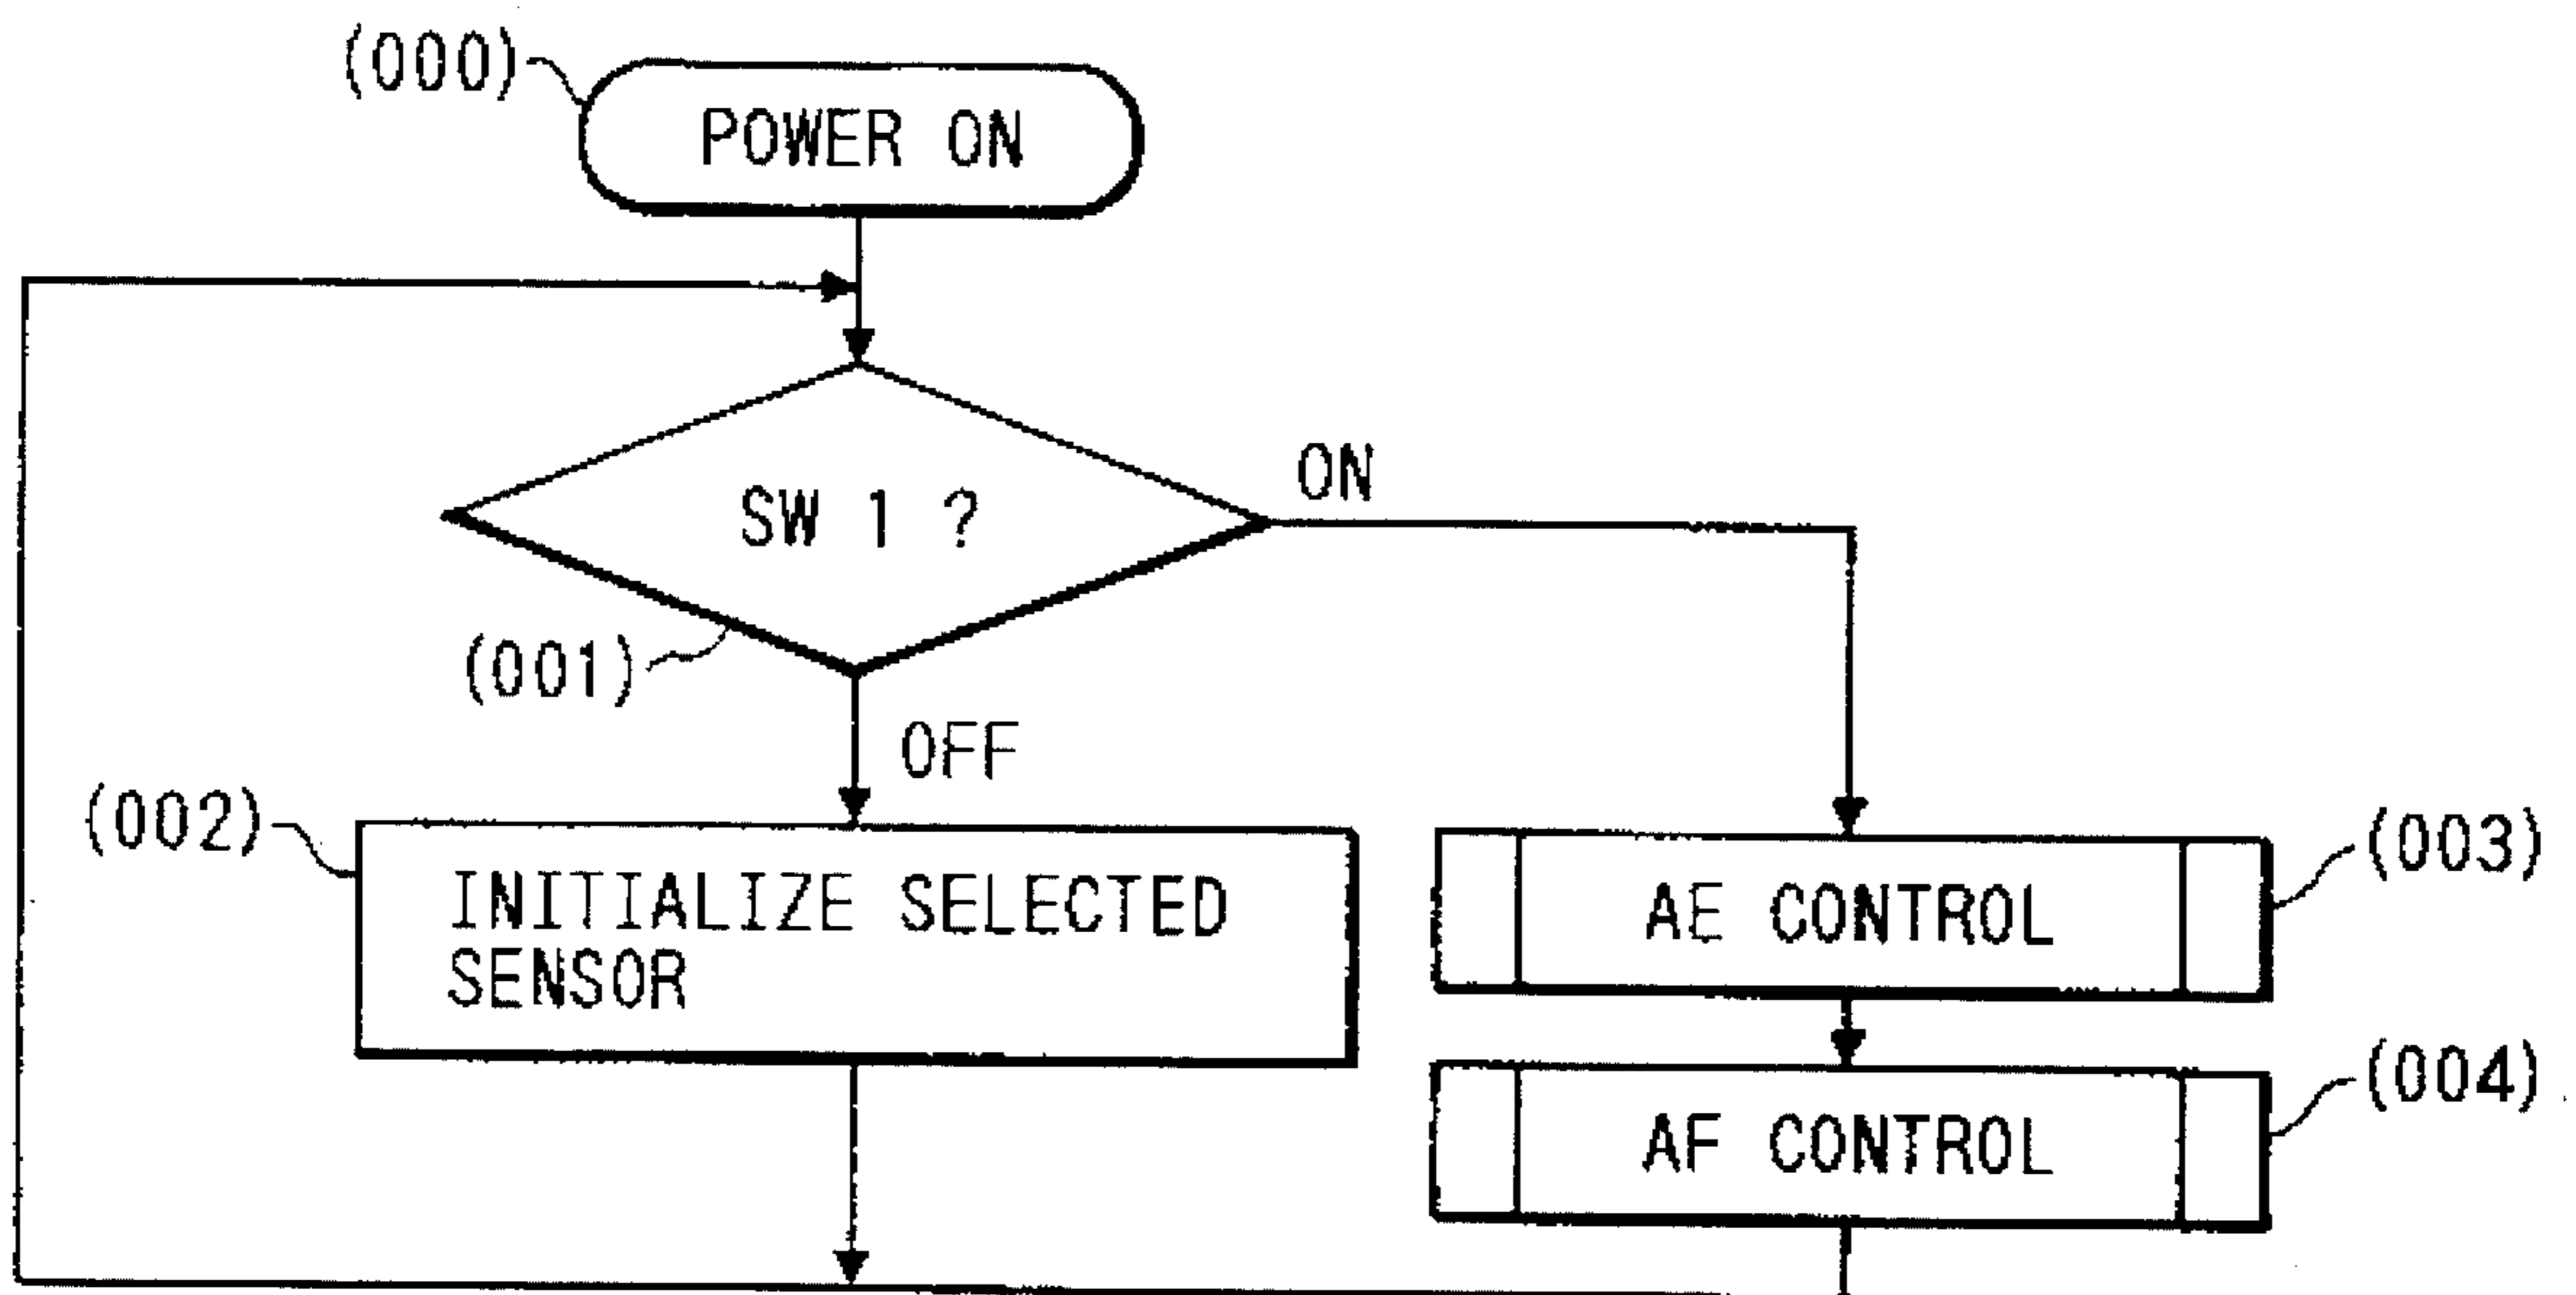 (000)
POWER ON
SW 1 ?
ON
(001)
OFF
(002)
INITIALIZE SELECTED
SENSOR
AE CONTROL
(003)
AF CONTROL
(004)